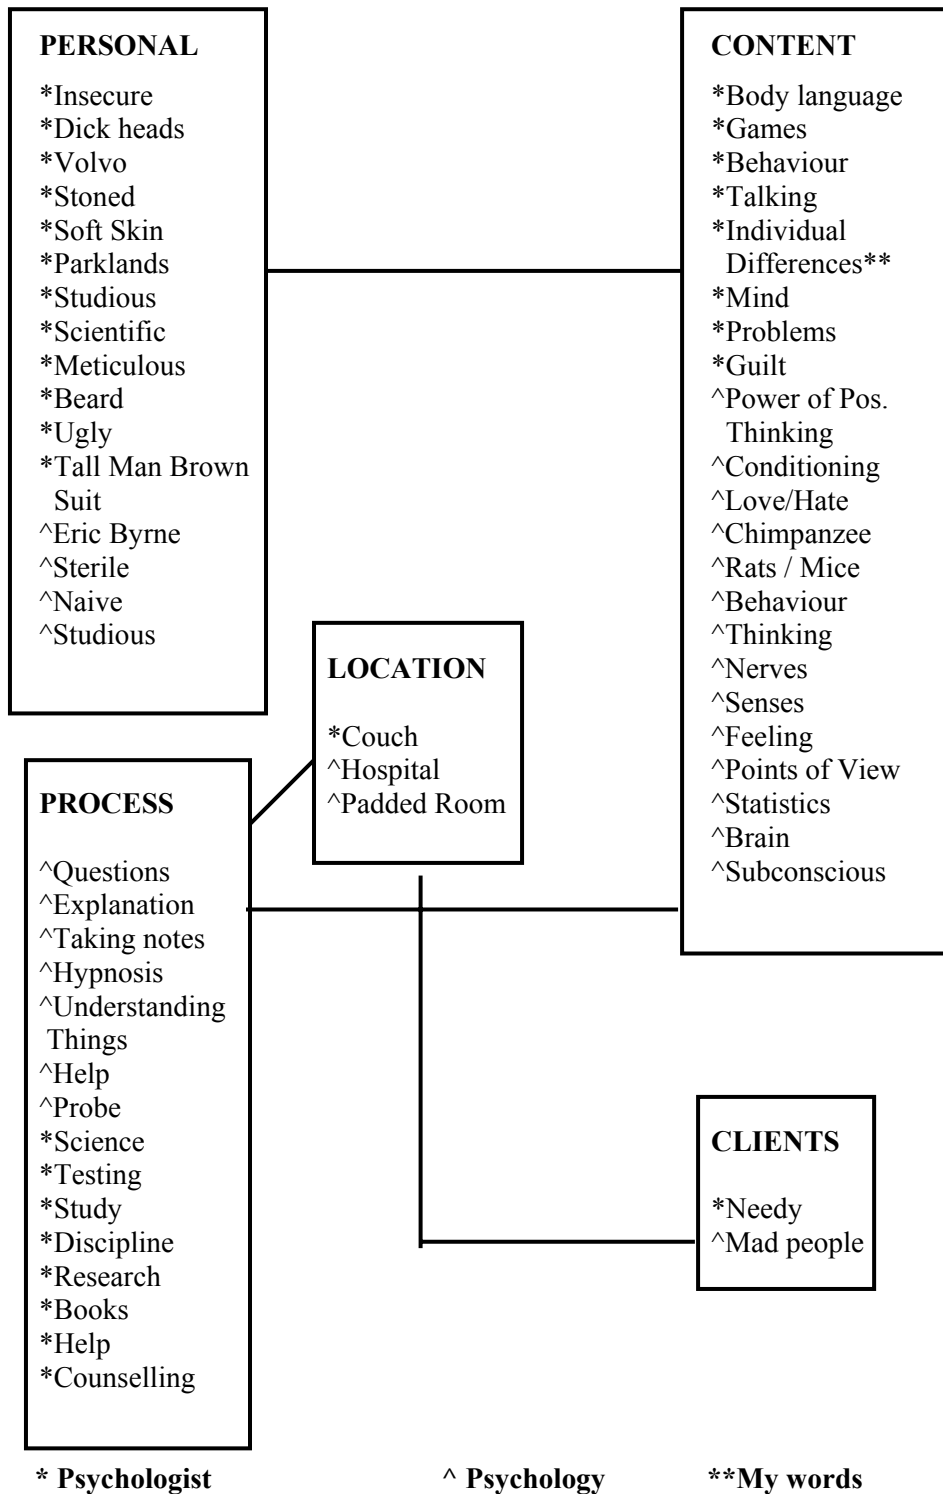 PERSONAL
*Insecure
*Dick heads
*Volvo
*Stoned
*Soft Skin
*Parklands
*Studious
*Scientific
*Meticulous
*Beard
*Ugly
*Tall Man Brown
Suit
^Eric Byrne
^Sterile
^Naive
^Studious
CONTENT
*Body language
*Games
*Behaviour
*Talking
*Individual
Differences**
*Mind
*Problems
*Guilt
^Power of Pos.
Thinking
^Conditioning
^Love/Hate
^Chimpanzee
^Rats / Mice
^Behaviour
^Thinking
^Nerves
^Senses
^Feeling
^Points of View
^Statistics
^Brain
^Subconscious
LOCATION
*Couch
^Hospital
^Padded Room
PROCESS
^Questions
^Explanation
^Taking notes
^Hypnosis
^Understanding
Things
^Help
^Probe
*Science
*Testing
*Study
*Discipline
*Research
*Books
*Help
*Counselling
CLIENTS
*Needy
^Mad people
* Psychologist ^ Psychology **My words